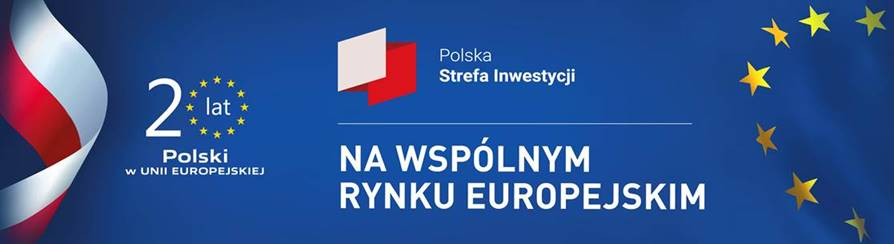 20 lat
Polski
w UNII EUROPEJSKIEJ
Polska
Strefa Inwestycji
NA WSPÓLNYM
RYNKU EUROPEJSKIM